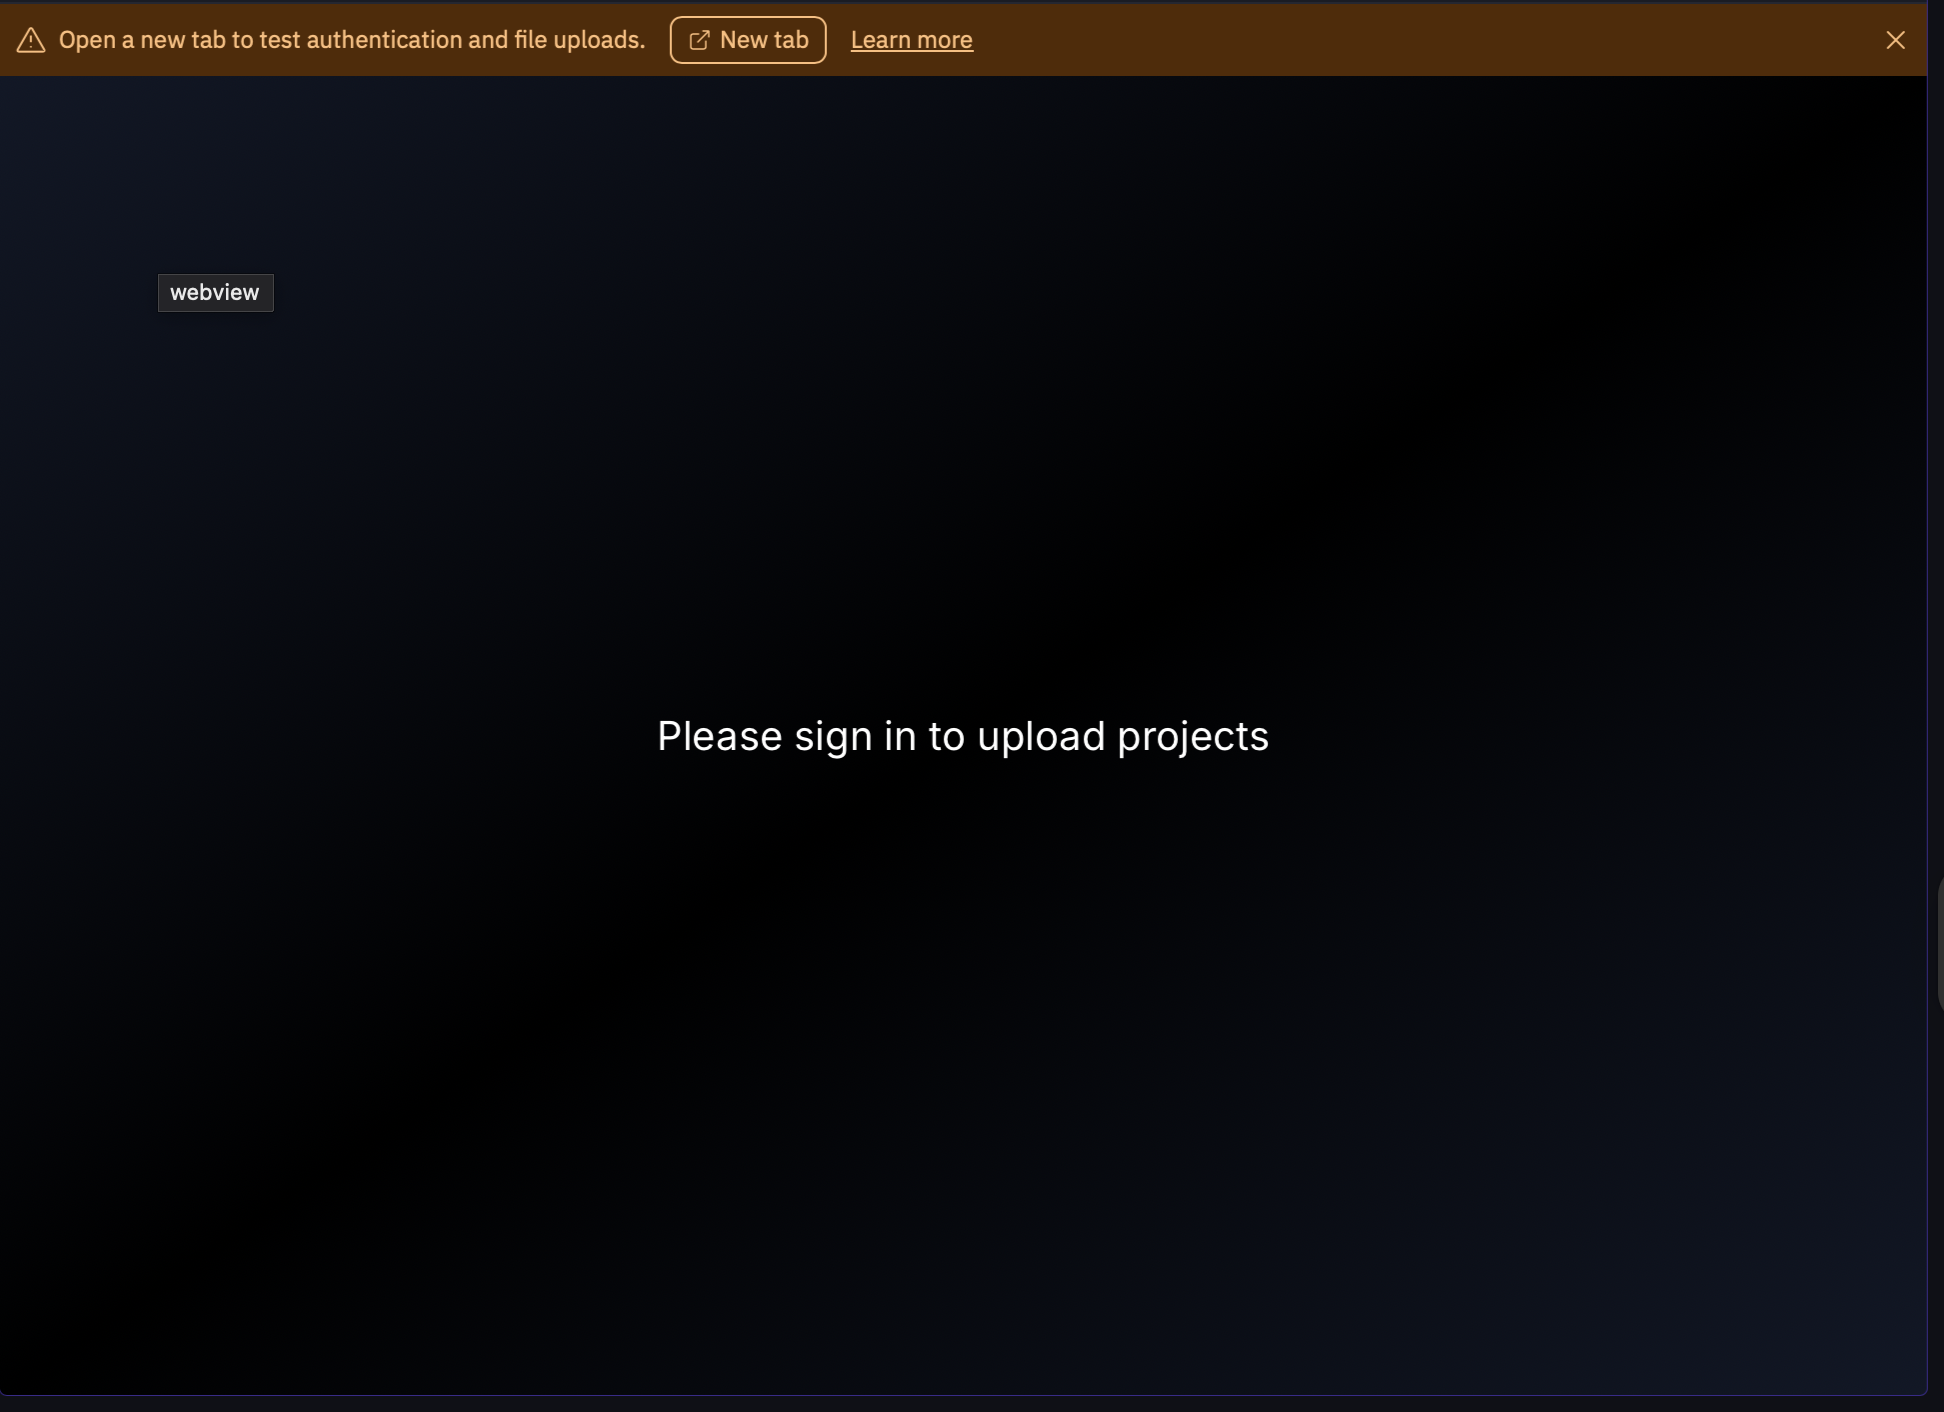 Open a new tab to test authentication and file uploads. New tab Learn more
webview
Please sign in to upload projects